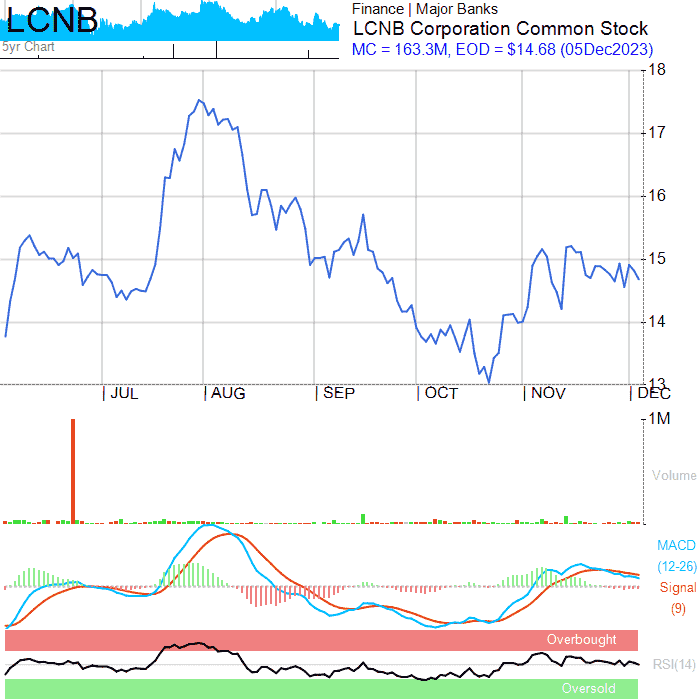 LCNB
5yr Chart
Finance | Major Banks
LCNB Corporation Common Stock
MC = 163.3M, EOD = $14.68 (05Dec2023)
18
17
16
15
14
13
JUL AUG SEP OCT NOV DEC
1M
Volume
MACD
(12-26)
Signal
(9)
Overbought
RSI(14)
Oversold